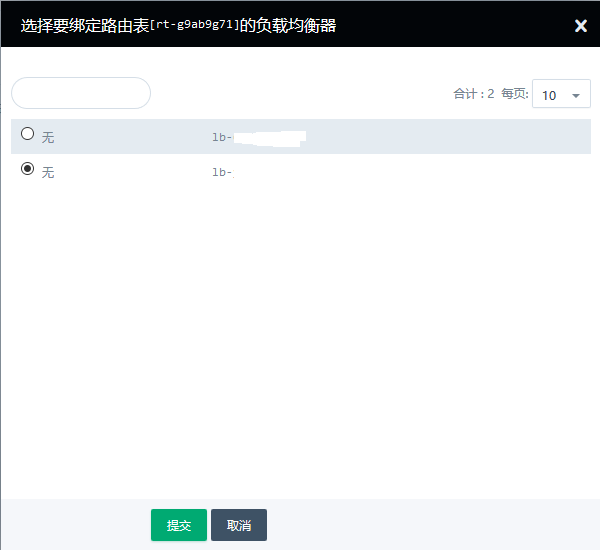 选择要绑定路由表[rt-g9ab9g71]的负载均衡器
合计 : 2 每页: 10
无 lb-
无 lb-
提交 取消